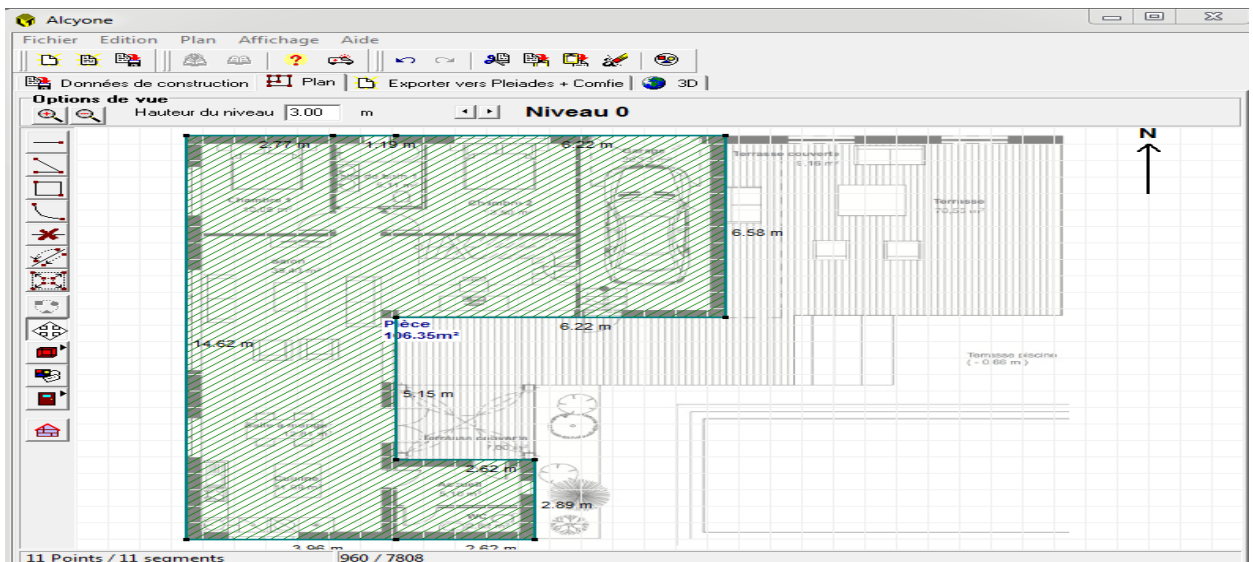 Alcyone
Fichier Edition Plan Affichage Aide
Données de construction Plan Exporter vers Pleiades + Comfie 3D
Options de vue
Hauteur du niveau 3.00 m Niveau 0
N
2.77 m 1.19 m 6.22 m
Garage
Terrasse couverte
Chambre 1
Chambre 2
Terrasse
6.58 m
Salon
Pièce
106.35m²
6.22 m
14.62 m
Terrasse piscine
( - 0.66 m )
5.15 m
Salle à manger
Terrasse couverte
2.62 m
Cuisine
Accueil
2.89 m
WC
3.96 m 2.62 m
11 Points / 11 segments 960 / 7808